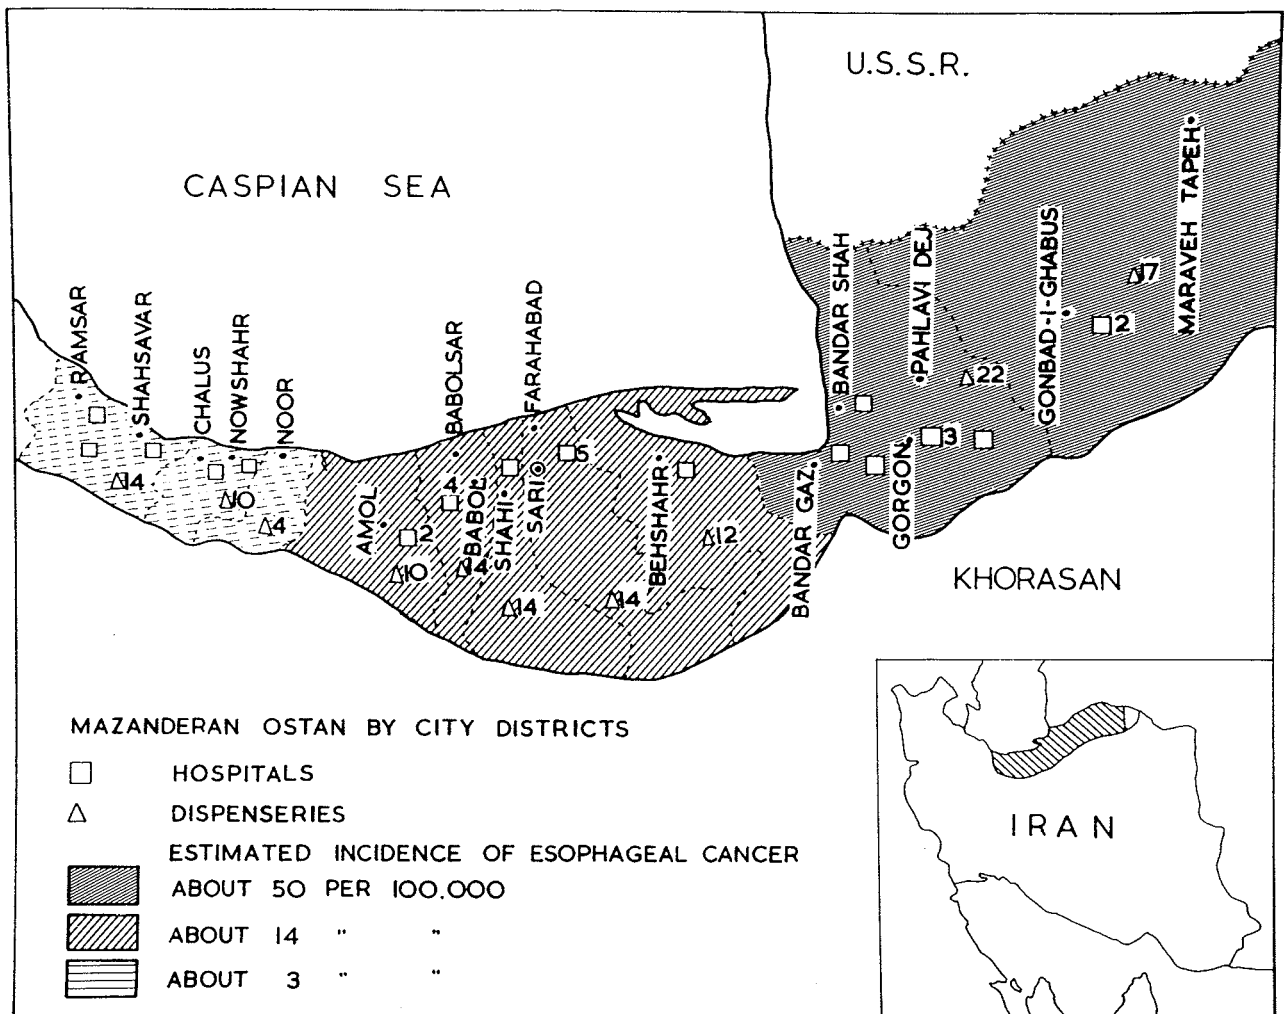 U.S.S.R.
CASPIAN SEA
RAMSAR
SHAHSAVAR
CHALUS
NOWSHAHR
NOOR
BABOLSAR
FARAHABAD
BANDAR SHAH
PAHLAVI DEJ
GONBAD-I-GHABUS
MARAVEH TAPEH
17
2
22
3
14
10
4
AMOL
2
10
4
BABOL
14
SHAHI
SARI
5
14
14
BEHSHAHR
12
BANDAR GAZ
GORGON
KHORASAN
MAZANDERAN OSTAN BY CITY DISTRICTS
HOSPITALS
DISPENSERIES
ESTIMATED INCIDENCE OF ESOPHAGEAL CANCER
ABOUT 50 PER 100.000
ABOUT 14 " "
ABOUT 3 " "
IRAN